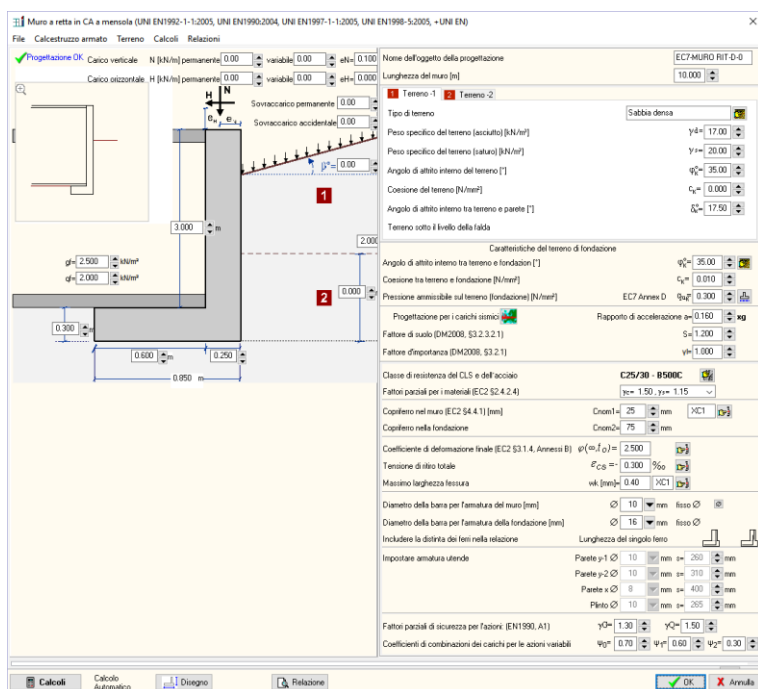 Muro a retta in CA a mensola (UNI EN1992-1-1:2005, UNI EN1990:2004, UNI EN1997-1-1:2005, UNI EN1998-5:2005, +UNI EN)
File Calcestruzzo armato Terreno Calcoli Relazioni
Progettazione OK Carico verticale N [kN/m] permanente 0.00 variabile 0.00 eN= 0.100
Carico orizzontale H [kN/m] permanente 0.00 variabile 0.00 eH= 0.000
H N
Sovraccarico permanente 0.00
Sovraccarico accidentale 0.00
β°= 0.00
1
3.000 m
gf= 2.500 kN/m²
qf= 2.000 kN/m²
2.000
2
0.000
0.300 m
0.600 m 0.250
0.850 m
Nome dell'oggetto della progettazione EC7-MURO RIT-D-0
Lunghezza del muro [m] 10.000
1 Terreno -1 2 Terreno -2
Tipo di terreno Sabbia densa
Peso specifico del terreno (asciutto) [kN/m²] γd= 17.00
Peso specifico del terreno (saturo) [kN/m²] γs= 20.00
Angolo di attrito interno del terreno [°] φK°= 35.00
Coesione del terreno [N/mm²] cK= 0.000
Angolo di attrito interno tra terreno e parete [°] 17.50
Terreno sotto il livello della falda
Caratteristiche del terreno di fondazione
Angolo di attrito interno tra terreno e fondazion [°] φK°= 35.00
Coesione tra terreno e fondazione [N/mm²] cK= 0.010
Pressione ammissibile sul terreno (fondazione) [N/mm²] EC7 Annex D 0.300
Progettazione per i carichi sismici Rapporto di accelerazione a= 0.160 xg
Fattore di suolo (DM2008, §3.2.3.2.1) S= 1.200
Fattore d'importanza (DM2008, §3.2.1) γI= 1.000
Classe di resistenza del CLS e dell'acciaio C25/30 - B500C
Fattori parziali per i materiali (EC2 §2.4.2.4) γc= 1.50 , γs= 1.15
Copriferro nel muro (EC2 §4.4.1) [mm] Cnom1= 25 mm XC1
Copriferro nella fondazione Cnom2= 75 mm
Coefficiente di deformazione finale (EC2 §3.1.4, Annessi B) φ(∞,to)= 2.500
Tensione di ritiro totale εcs=- 0.300 ‰
Massimo larghezza fessura wk [mm]= 0.40 XC1
Diametro della barra per l'armatura del muro [mm] Ø 10 mm fisso Ø Ø
Diametro della barra per l'armatura della fondazione [mm] Ø 16 mm fisso Ø
Includere la distinta dei ferri nella relazione Lunghezza del singolo ferro
Impostare armatura utende Parete y-1 Ø 10 mm s= 260 mm
Parete y-2 Ø 10 mm s= 310 mm
Parete x Ø 8 mm s= 400 mm
Plinto Ø 10 mm s= 265 mm
Fattori parziali di sicurezza per l'azioni: (EN1990, A1) γG= 1.30 γQ= 1.50
Coefficienti di combinazioni dei carichi per le azioni variabili Ψ0= 0.70 Ψ1= 0.60 Ψ2= 0.30
Calcoli Calcolo Automatico Disegno Relazione OK Annulla